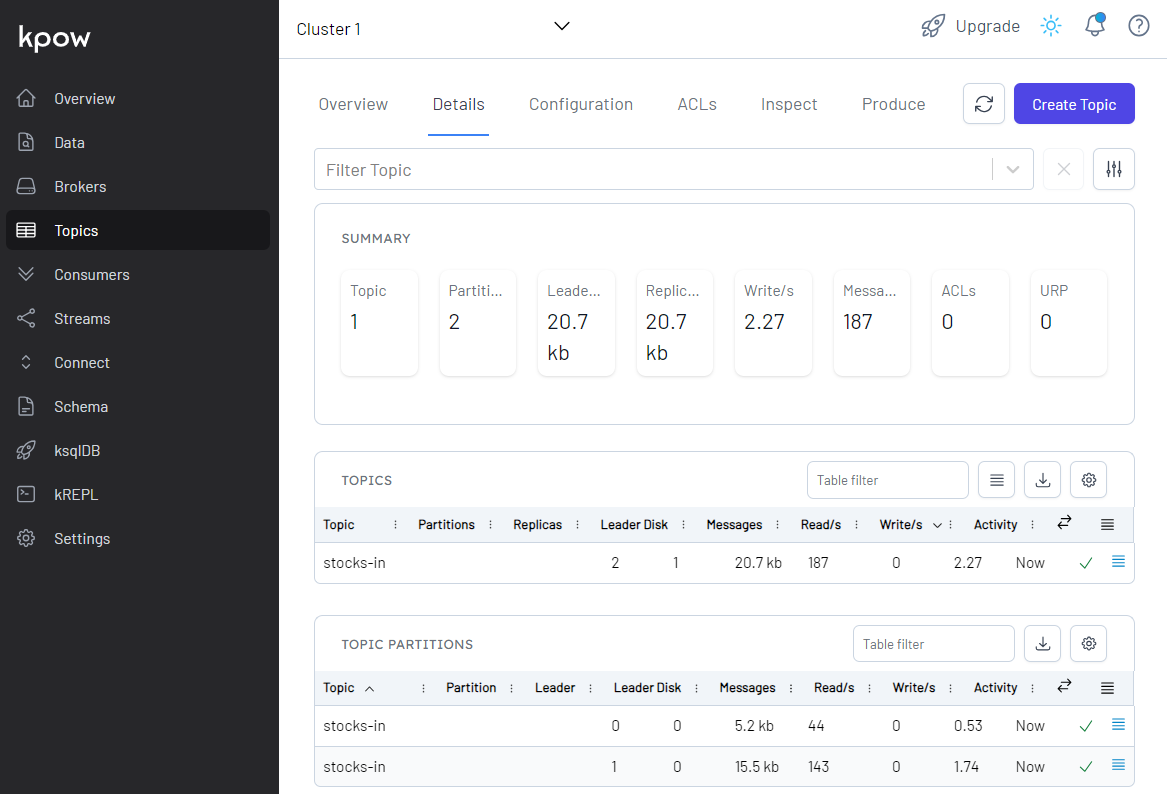 kpow
Cluster 1
Upgrade
Overview
Data
Brokers
Topics
Consumers
Streams
Connect
Schema
ksqlDB
kREPL
Settings
Overview Details Configuration ACLs Inspect Produce Create Topic
Filter Topic
SUMMARY
Topic Partiti... Leade... Replic... Write/s Messa... ACLs URP
1 2 20.7 kb 20.7 kb 2.27 187 0 0
TOPICS Table filter
Topic Partitions Replicas Leader Disk Messages Read/s Write/s Activity
stocks-in 2 1 20.7 kb 187 0 2.27 Now
TOPIC PARTITIONS Table filter
Topic Partition Leader Leader Disk Messages Read/s Write/s Activity
stocks-in 0 0 5.2 kb 44 0 0.53 Now
stocks-in 1 0 15.5 kb 143 0 1.74 Now